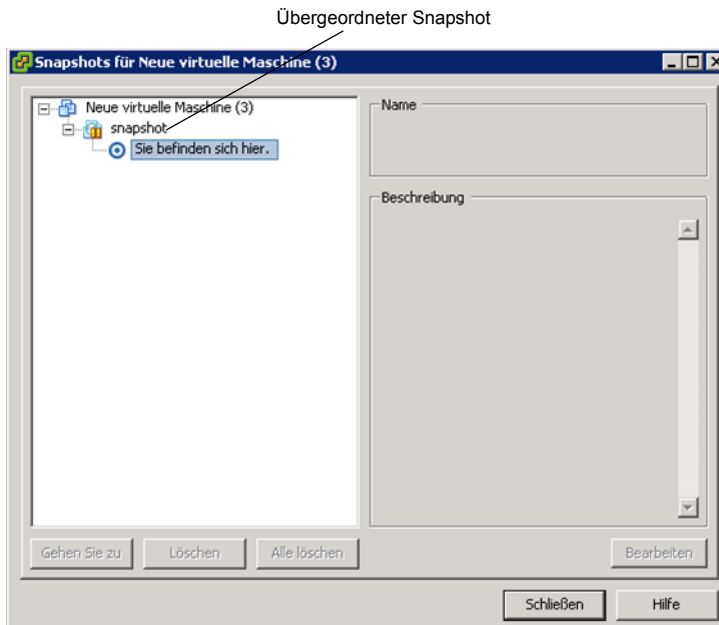 Übergeordneter Snapshot
Snapshots für Neue virtuelle Maschine (3)
Neue virtuelle Maschine (3)
snapshot
Sie befinden sich hier.
Name
Beschreibung
Gehen Sie zu
Löschen
Alle löschen
Bearbeiten
Schließen
Hilfe